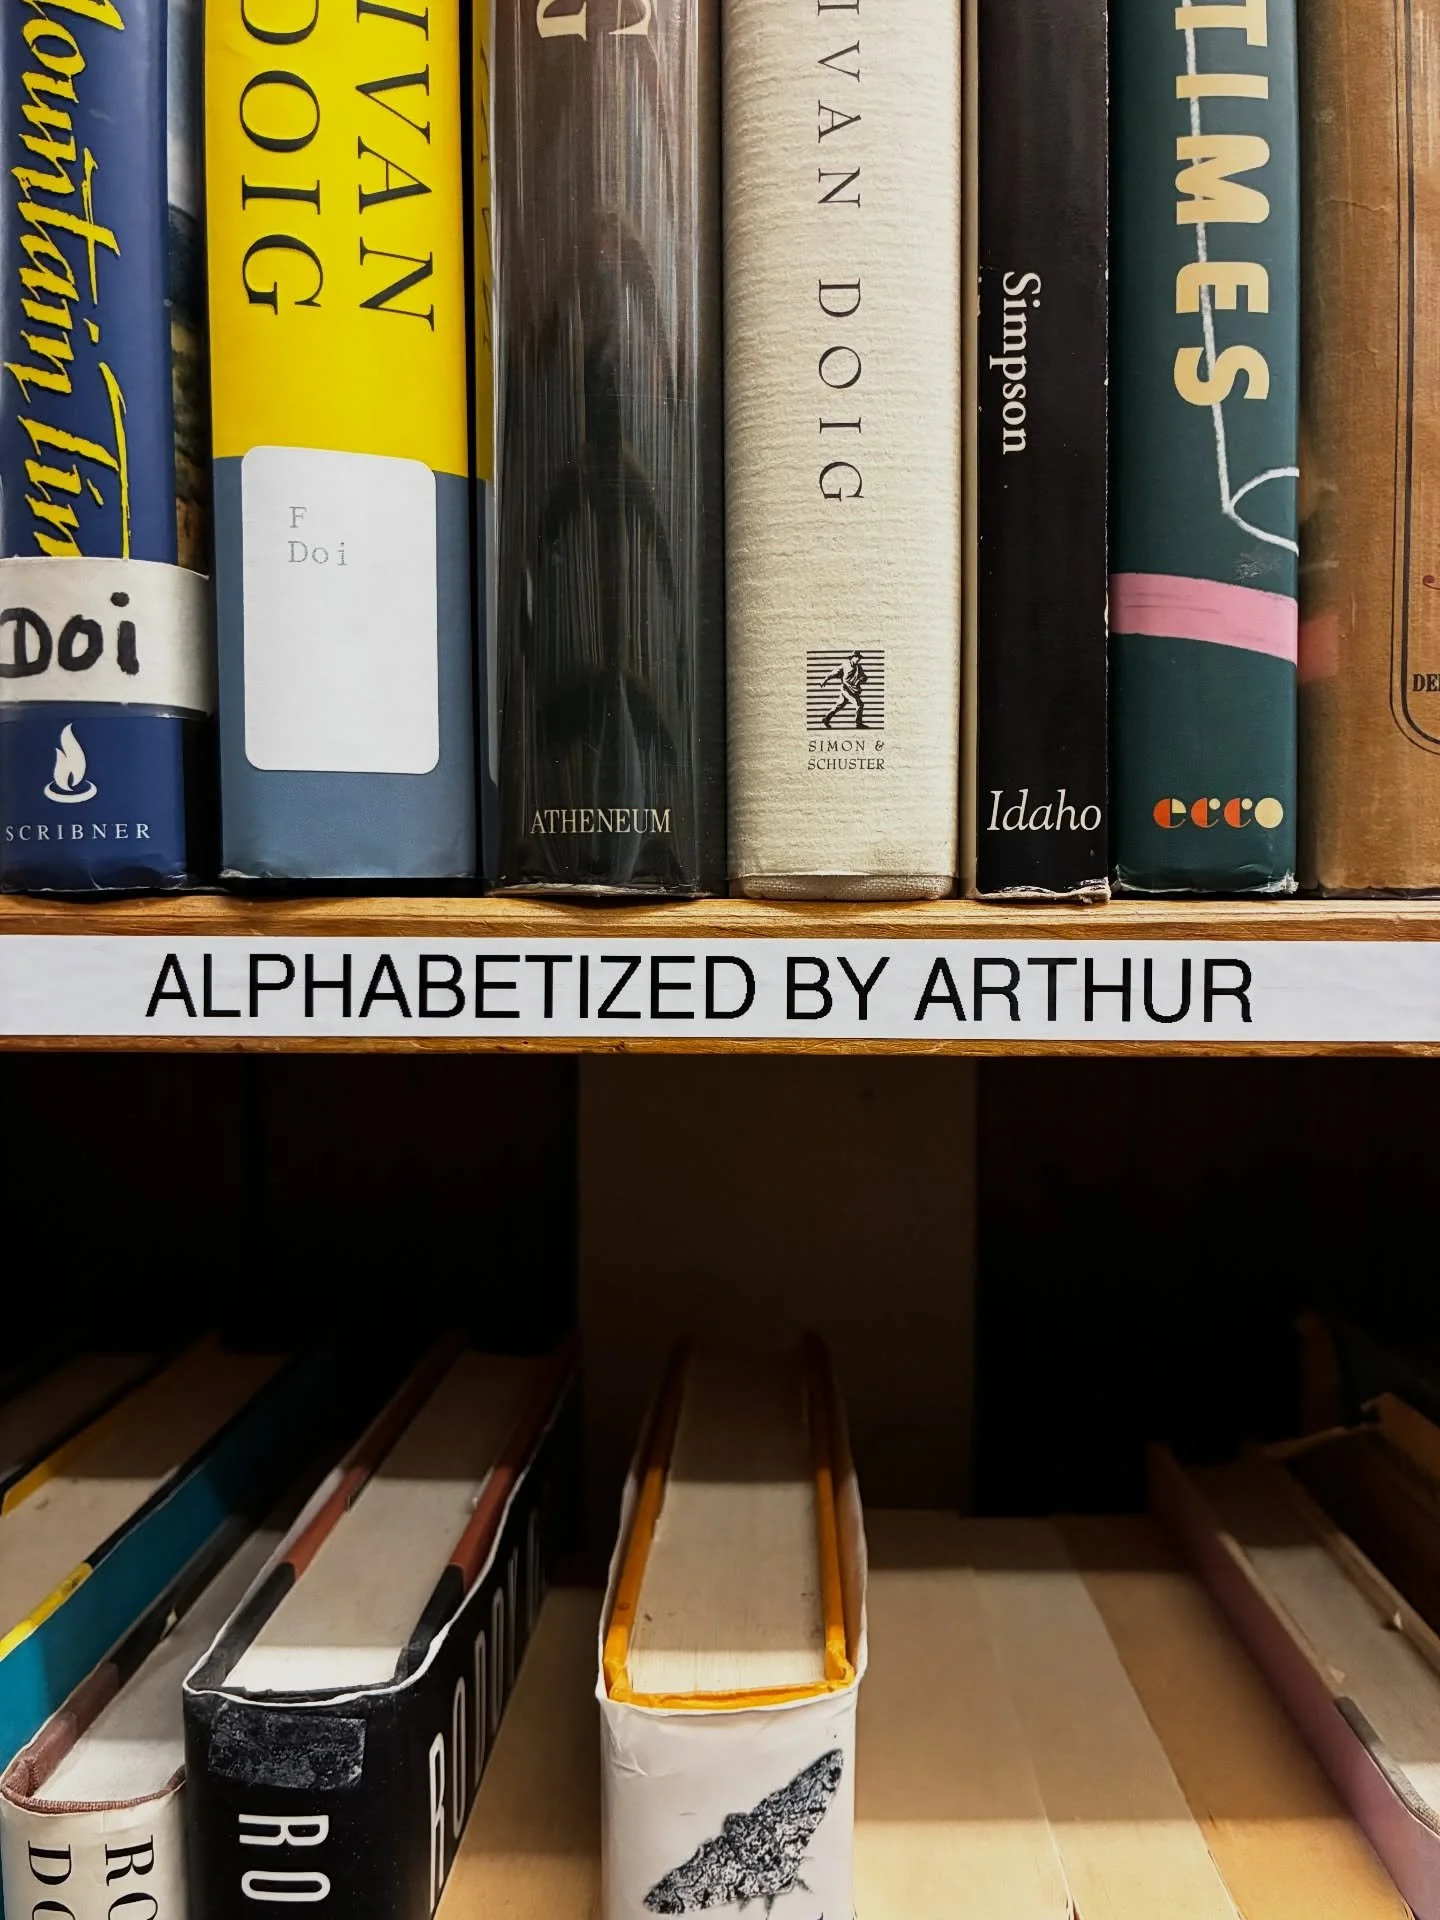 Mountain Tim
Doi
SCRIBNER
IVAN
DOIG
F
Doi
ATHENEUM
IVAN DOIG
SIMON &
SCHUSTER
Simpson
Idaho
TIMES
ecco
ALPHABETIZED BY ARTHUR
RO